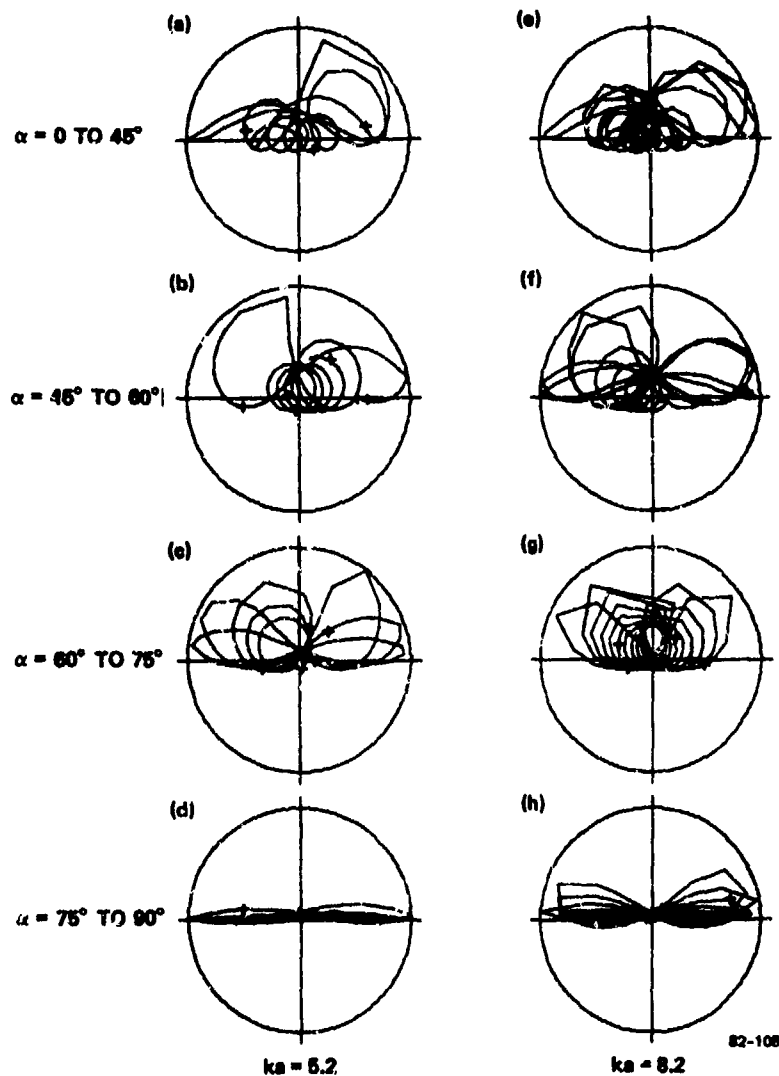 (a) (e)
α = 0 TO 45°
(b) (f)
α = 45° TO 60°
(c) (g)
α = 60° TO 75°
(d) (h)
α = 75° TO 90°
82-105
ka = 5.2 ka = 8.2